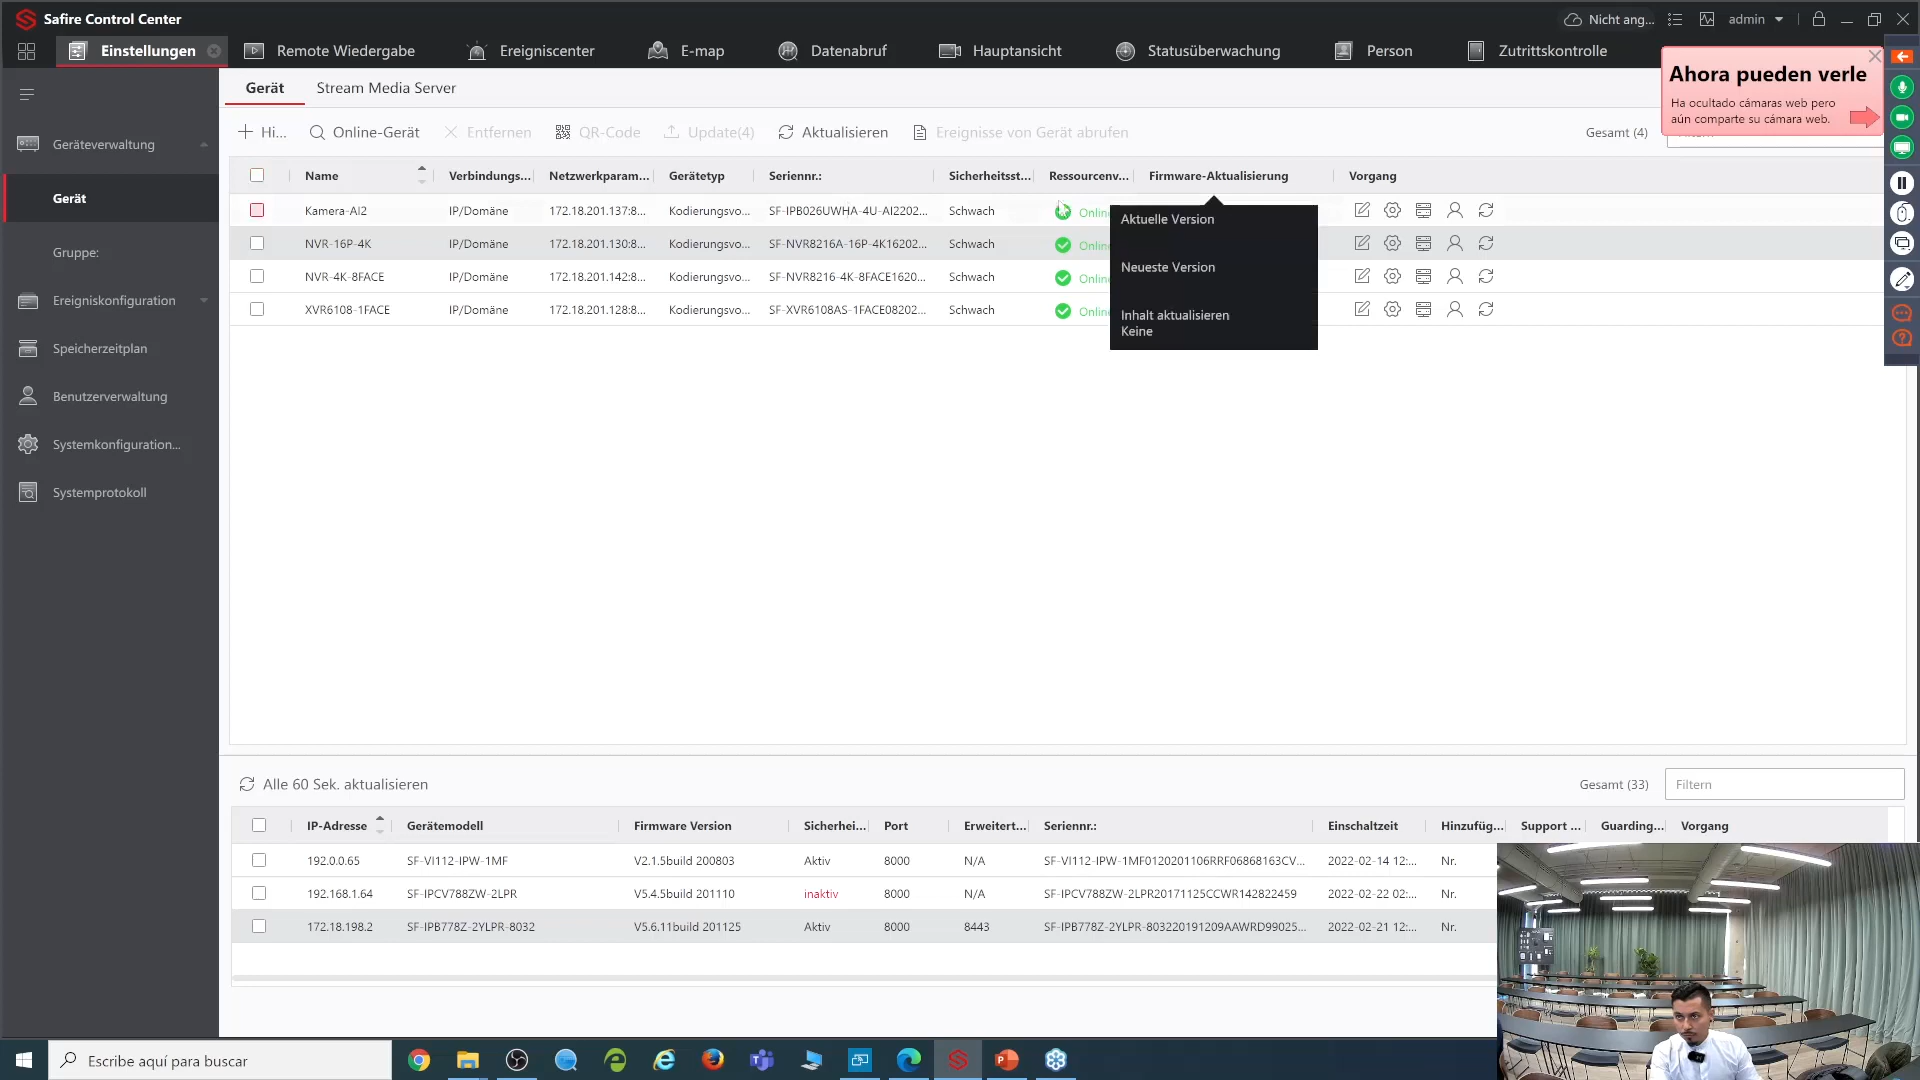 Safire Control Center
Nicht ang...
admin
Einstellungen
Remote Wiedergabe
Ereigniscenter
E-map
Datenabruf
Hauptansicht
Statusüberwachung
Person
Zutrittskontrolle
Ahora pueden verle
Ha ocultado cámaras web pero
aún comparte su cámara web.
Gerät
Stream Media Server
Hi...
Online-Gerät
Entfernen
QR-Code
Update(4)
Aktualisieren
Ereignisse von Gerät abrufen
Gesamt (4)
Geräteverwaltung
Gerät
Gruppe:
Ereigniskonfiguration
Speicherzeitplan
Benutzerverwaltung
Systemkonfiguration...
Systemprotokoll
Name Verbindungs... Netzwerkparam... Gerätetyp Seriennr.: Sicherheitsst... Ressourcenv... Firmware-Aktualisierung Vorgang
Kamera-AI2 IP/Domäne 172.18.201.137:8... Kodierungsvo... SF-IPB026UWHA-4U-AI2202... Schwach Onlin
NVR-16P-4K IP/Domäne 172.18.201.130:8... Kodierungsvo... SF-NVR8216A-16P-4K16202... Schwach Onlin
NVR-4K-8FACE IP/Domäne 172.18.201.142:8... Kodierungsvo... SF-NVR8216-4K-8FACE1620... Schwach Onlin
XVR6108-1FACE IP/Domäne 172.18.201.128:8... Kodierungsvo... SF-XVR6108AS-1FACE08202... Schwach Onlin
Aktuelle Version
Neueste Version
Inhalt aktualisieren
Keine
Alle 60 Sek. aktualisieren
Gesamt (33)
Filtern
IP-Adresse Gerätemodell Firmware Version Sicherhei... Port Erweitert... Seriennr.: Einschaltzeit Hinzufüg... Support ... Guarding... Vorgang
192.0.0.65 SF-VI112-IPW-1MF V2.1.5build 200803 Aktiv 8000 N/A SF-VI112-IPW-1MF0120201106RRF06868163CV... 2022-02-14 12:... Nr.
192.168.1.64 SF-IPCV788ZW-2LPR V5.4.5build 201110 inaktiv 8000 N/A SF-IPCV788ZW-2LPR20171125CCWR142822459 2022-02-22 02:... Nr.
172.18.198.2 SF-IPB778Z-2YLPR-8032 V5.6.11build 201125 Aktiv 8000 8443 SF-IPB778Z-2YLPR-803220191209AAWRD99025... 2022-02-21 12:... Nr.
Escribe aquí para buscar